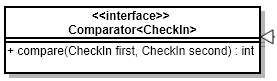 <<interface>>
Comparator<CheckIn>
+ compare(CheckIn first, CheckIn second) : int